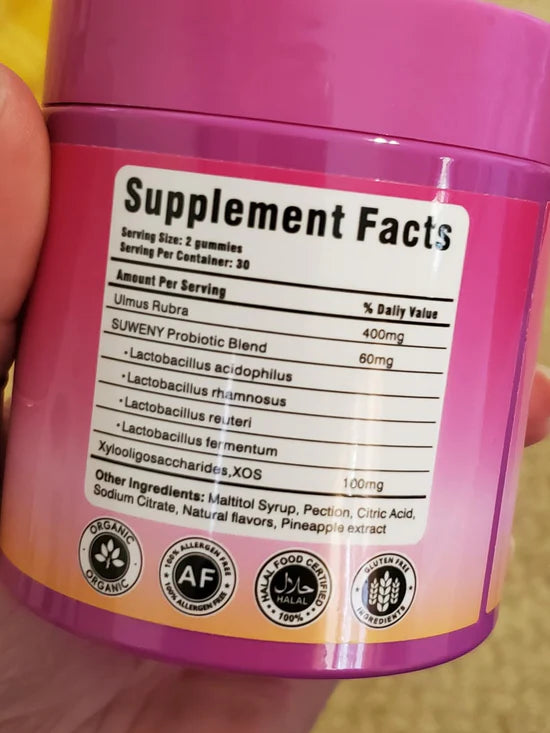 Supplement Facts
Serving Size: 2 gummies
Serving Per Container: 30
Amount Per Serving % Daily Value
Ulmus Rubra 400mg
SUWENY Probiotic Blend 60mg
•Lactobacillus acidophilus
•Lactobacillus rhamnosus
•Lactobacillus reuteri
•Lactobacillus fermentum
Xylooligosaccharides,XOS 100mg
Other Ingredients: Maltitol Syrup, Pection, Citric Acid,
Sodium Citrate, Natural flavors, Pineapple extract
ORGANIC
ORGANIC
100% ALLERGEN FREE
AF
100% ALLERGEN FREE
HALAL FOOD CERTIFIED
حلال
HALAL
100%
GLUTEN FREE
INGREDIENTS